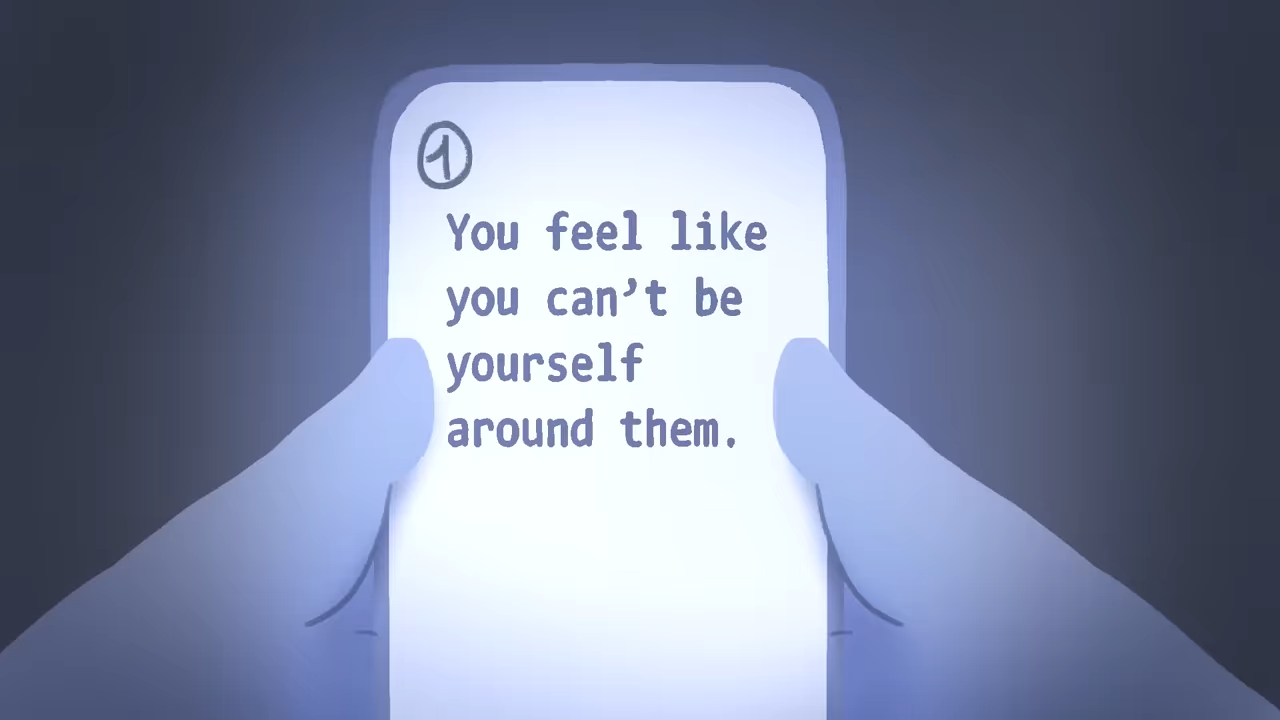 ①
You feel like
you can’t be
yourself
around them.